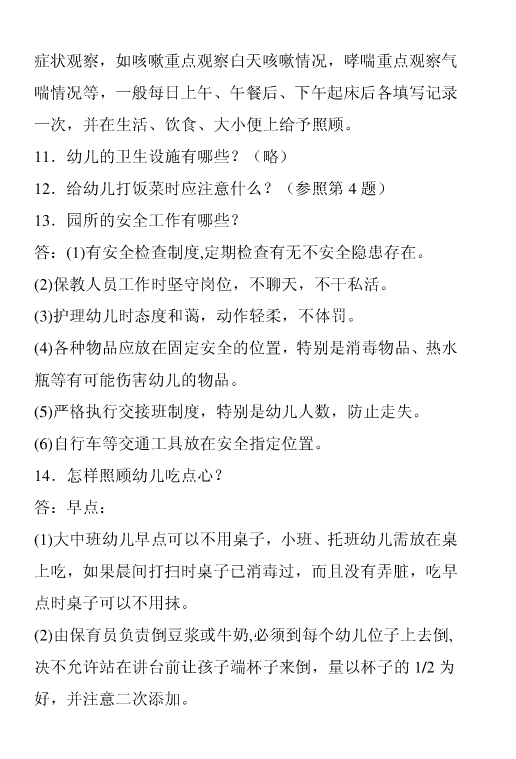 症状观察，如咳嗽重点观察白天咳嗽情况，哮喘重点观察气
喘情况等，一般每日上午、午餐后、下午起床后各填写记录
一次，并在生活、饮食、大小便上给予照顾。
11．幼儿的卫生设施有哪些？（略）
12．给幼儿打饭菜时应注意什么？（参照第 4 题）
13．园所的安全工作有哪些？
答：(1)有安全检查制度,定期检查有无不安全隐患存在。
(2)保教人员工作时坚守岗位，不聊天，不干私活。
(3)护理幼儿时态度和蔼，动作轻柔，不体罚。
(4)各种物品应放在固定安全的位置，特别是消毒物品、热水
瓶等有可能伤害幼儿的物品。
(5)严格执行交接班制度，特别是幼儿人数，防止走失。
(6)自行车等交通工具放在安全指定位置。
14．怎样照顾幼儿吃点心？
答：早点：
(1)大中班幼儿早点可以不用桌子，小班、托班幼儿需放在桌
上吃，如果晨间打扫时桌子已消毒过，而且没有弄脏，吃早
点时桌子可以不用抹。
(2)由保育员负责倒豆浆或牛奶,必须到每个幼儿位子上去倒,
决不允许站在讲台前让孩子端杯子来倒，量以杯子的 1/2 为
好，并注意二次添加。